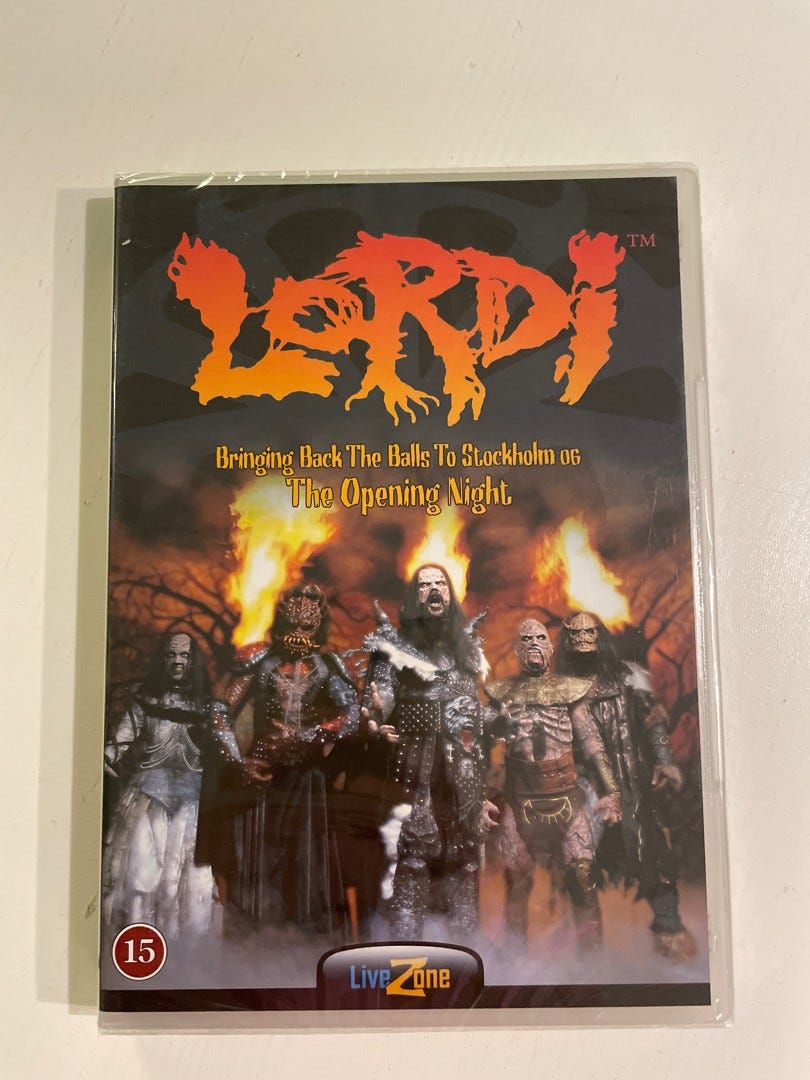 LORDI™
Bringing Back The Balls To Stockholm 06
The Opening Night
15
LiveZone